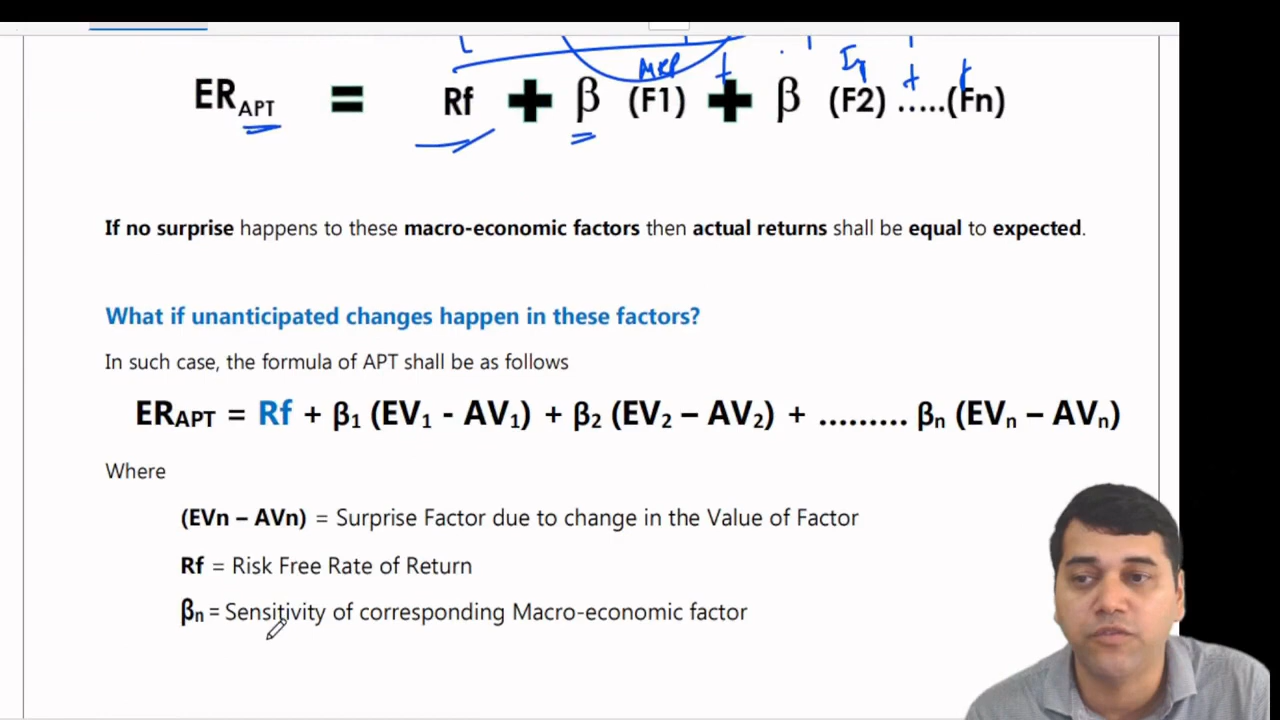 MRP
ER APT = Rf + β (F1) + β (F2) .....(Fn)
If no surprise happens to these macro-economic factors then actual returns shall be equal to expected.
What if unanticipated changes happen in these factors?
In such case, the formula of APT shall be as follows
ERAPT = Rf + β1 (EV1 - AV1) + β2 (EV2 – AV2) + ......... βn (EVn – AVn)
Where
(EVn – AVn) = Surprise Factor due to change in the Value of Factor
Rf = Risk Free Rate of Return
βn = Sensitivity of corresponding Macro-economic factor